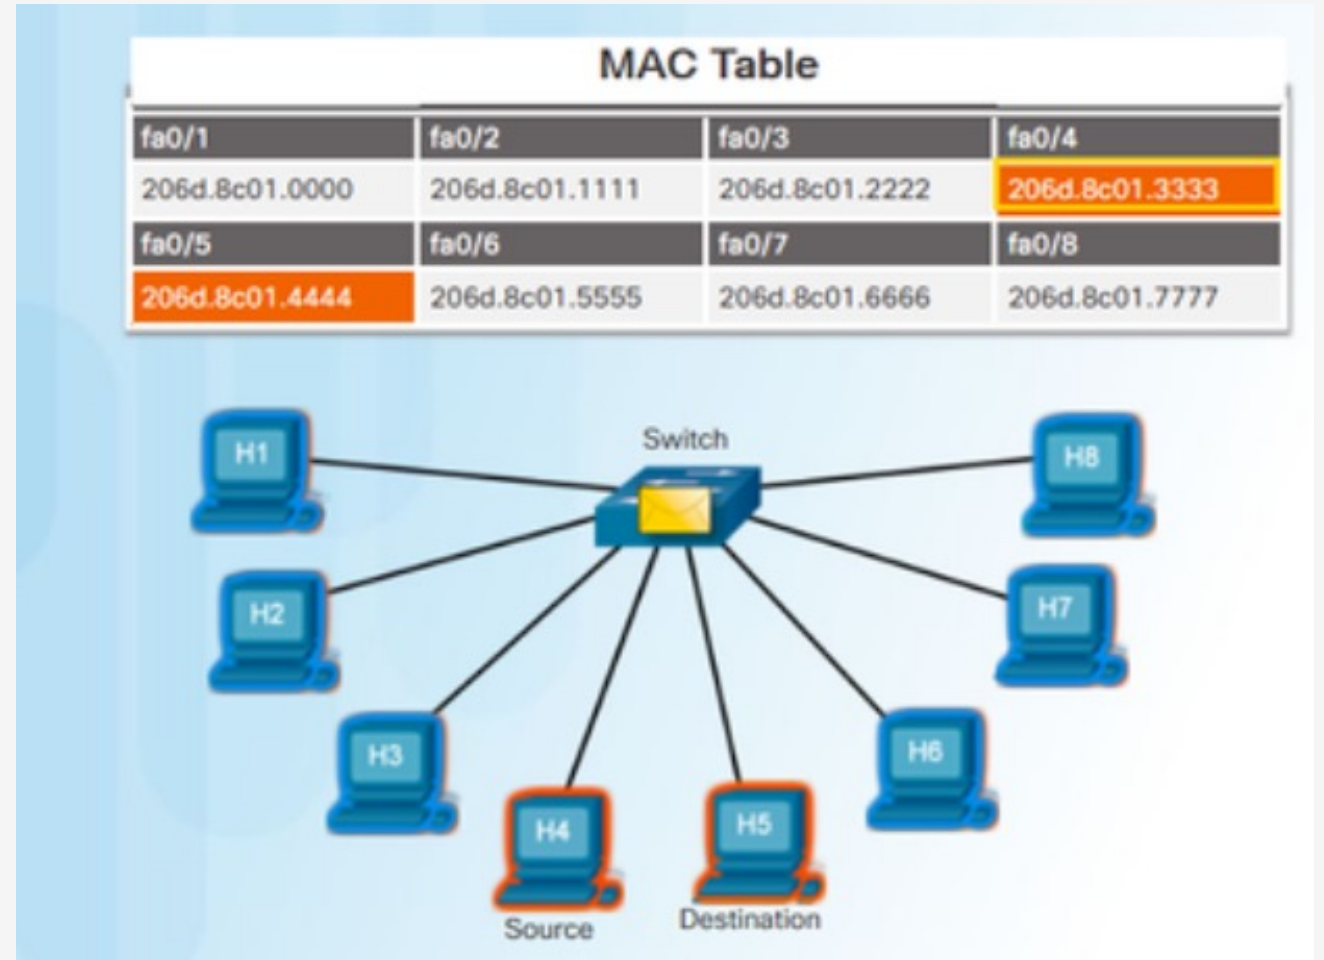 MAC Table
fa0/1 fa0/2 fa0/3 fa0/4
206d.8c01.0000 206d.8c01.1111 206d.8c01.2222 206d.8c01.3333
fa0/5 fa0/6 fa0/7 fa0/8
206d.8c01.4444 206d.8c01.5555 206d.8c01.6666 206d.8c01.7777
Switch
H1 H8
H2 H7
H3 H6
H4 H5
Source Destination